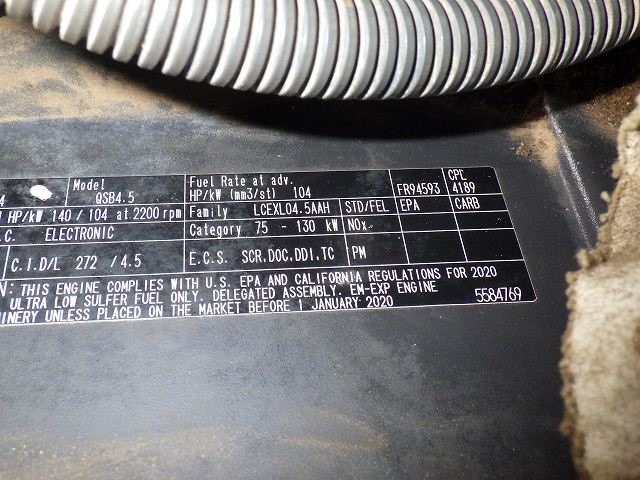 Model Fuel Rate at adv. CPL
4 QSB4.5 HP/kW (mm3/st) 104 FR94593 4189
HP/kW 140 / 104 at 2200 rpm Family LCEXL04.5AAH STD/FEL EPA CARB
.C. ELECTRONIC Category 75 - 130 kW NOx
C.I.D/L 272 / 4.5 E.C.S. SCR.DOC.DDI.TC PM
N: THIS ENGINE COMPLIES WITH U.S. EPA AND CALIFORNIA REGULATIONS FOR 2020
ULTRA LOW SULFER FUEL ONLY. DELEGATED ASSEMBLY. EM-EXP ENGINE
INERY UNLESS PLACED ON THE MARKET BEFORE 1 JANUARY 2020 5584769